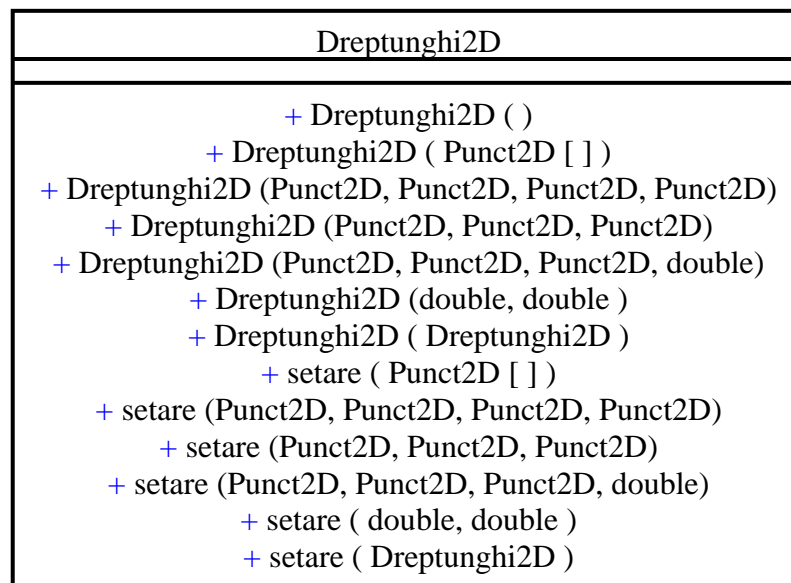 Dreptunghi2D
+ Dreptunghi2D ( )
+ Dreptunghi2D ( Punct2D [ ] )
+ Dreptunghi2D (Punct2D, Punct2D, Punct2D, Punct2D)
+ Dreptunghi2D (Punct2D, Punct2D, Punct2D)
+ Dreptunghi2D (Punct2D, Punct2D, Punct2D, double)
+ Dreptunghi2D (double, double )
+ Dreptunghi2D ( Dreptunghi2D )
+ setare ( Punct2D [ ] )
+ setare (Punct2D, Punct2D, Punct2D, Punct2D)
+ setare (Punct2D, Punct2D, Punct2D)
+ setare (Punct2D, Punct2D, Punct2D, double)
+ setare ( double, double )
+ setare ( Dreptunghi2D )